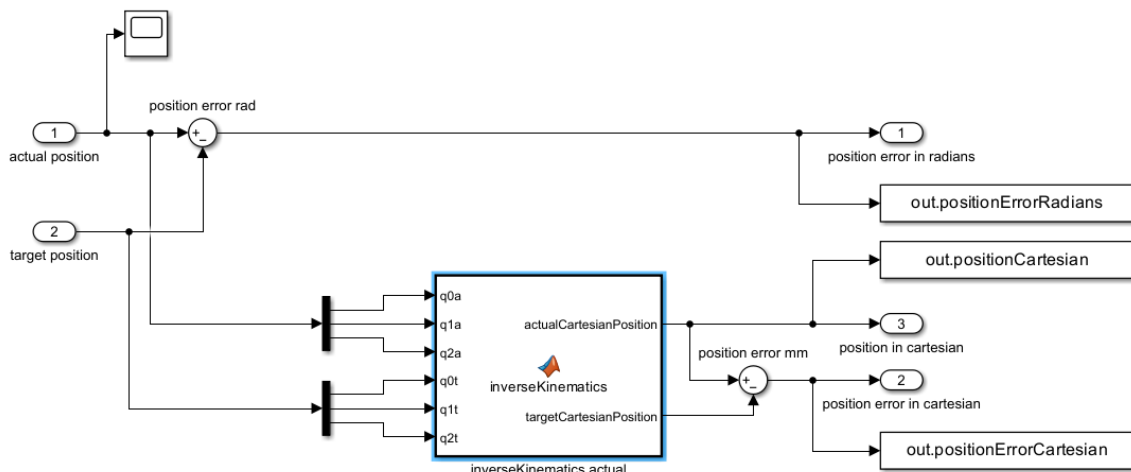 position error rad
1
actual position
1
position error in radians
out.positionErrorRadians
2
target position
out.positionCartesian
q0a
q1a
q2a
q0t
q1t
q2t
actualCartesianPosition
inverseKinematics
targetCartesianPosition
inverseKinematics actual
position error mm
3
position in cartesian
2
position error in cartesian
out.positionErrorCartesian